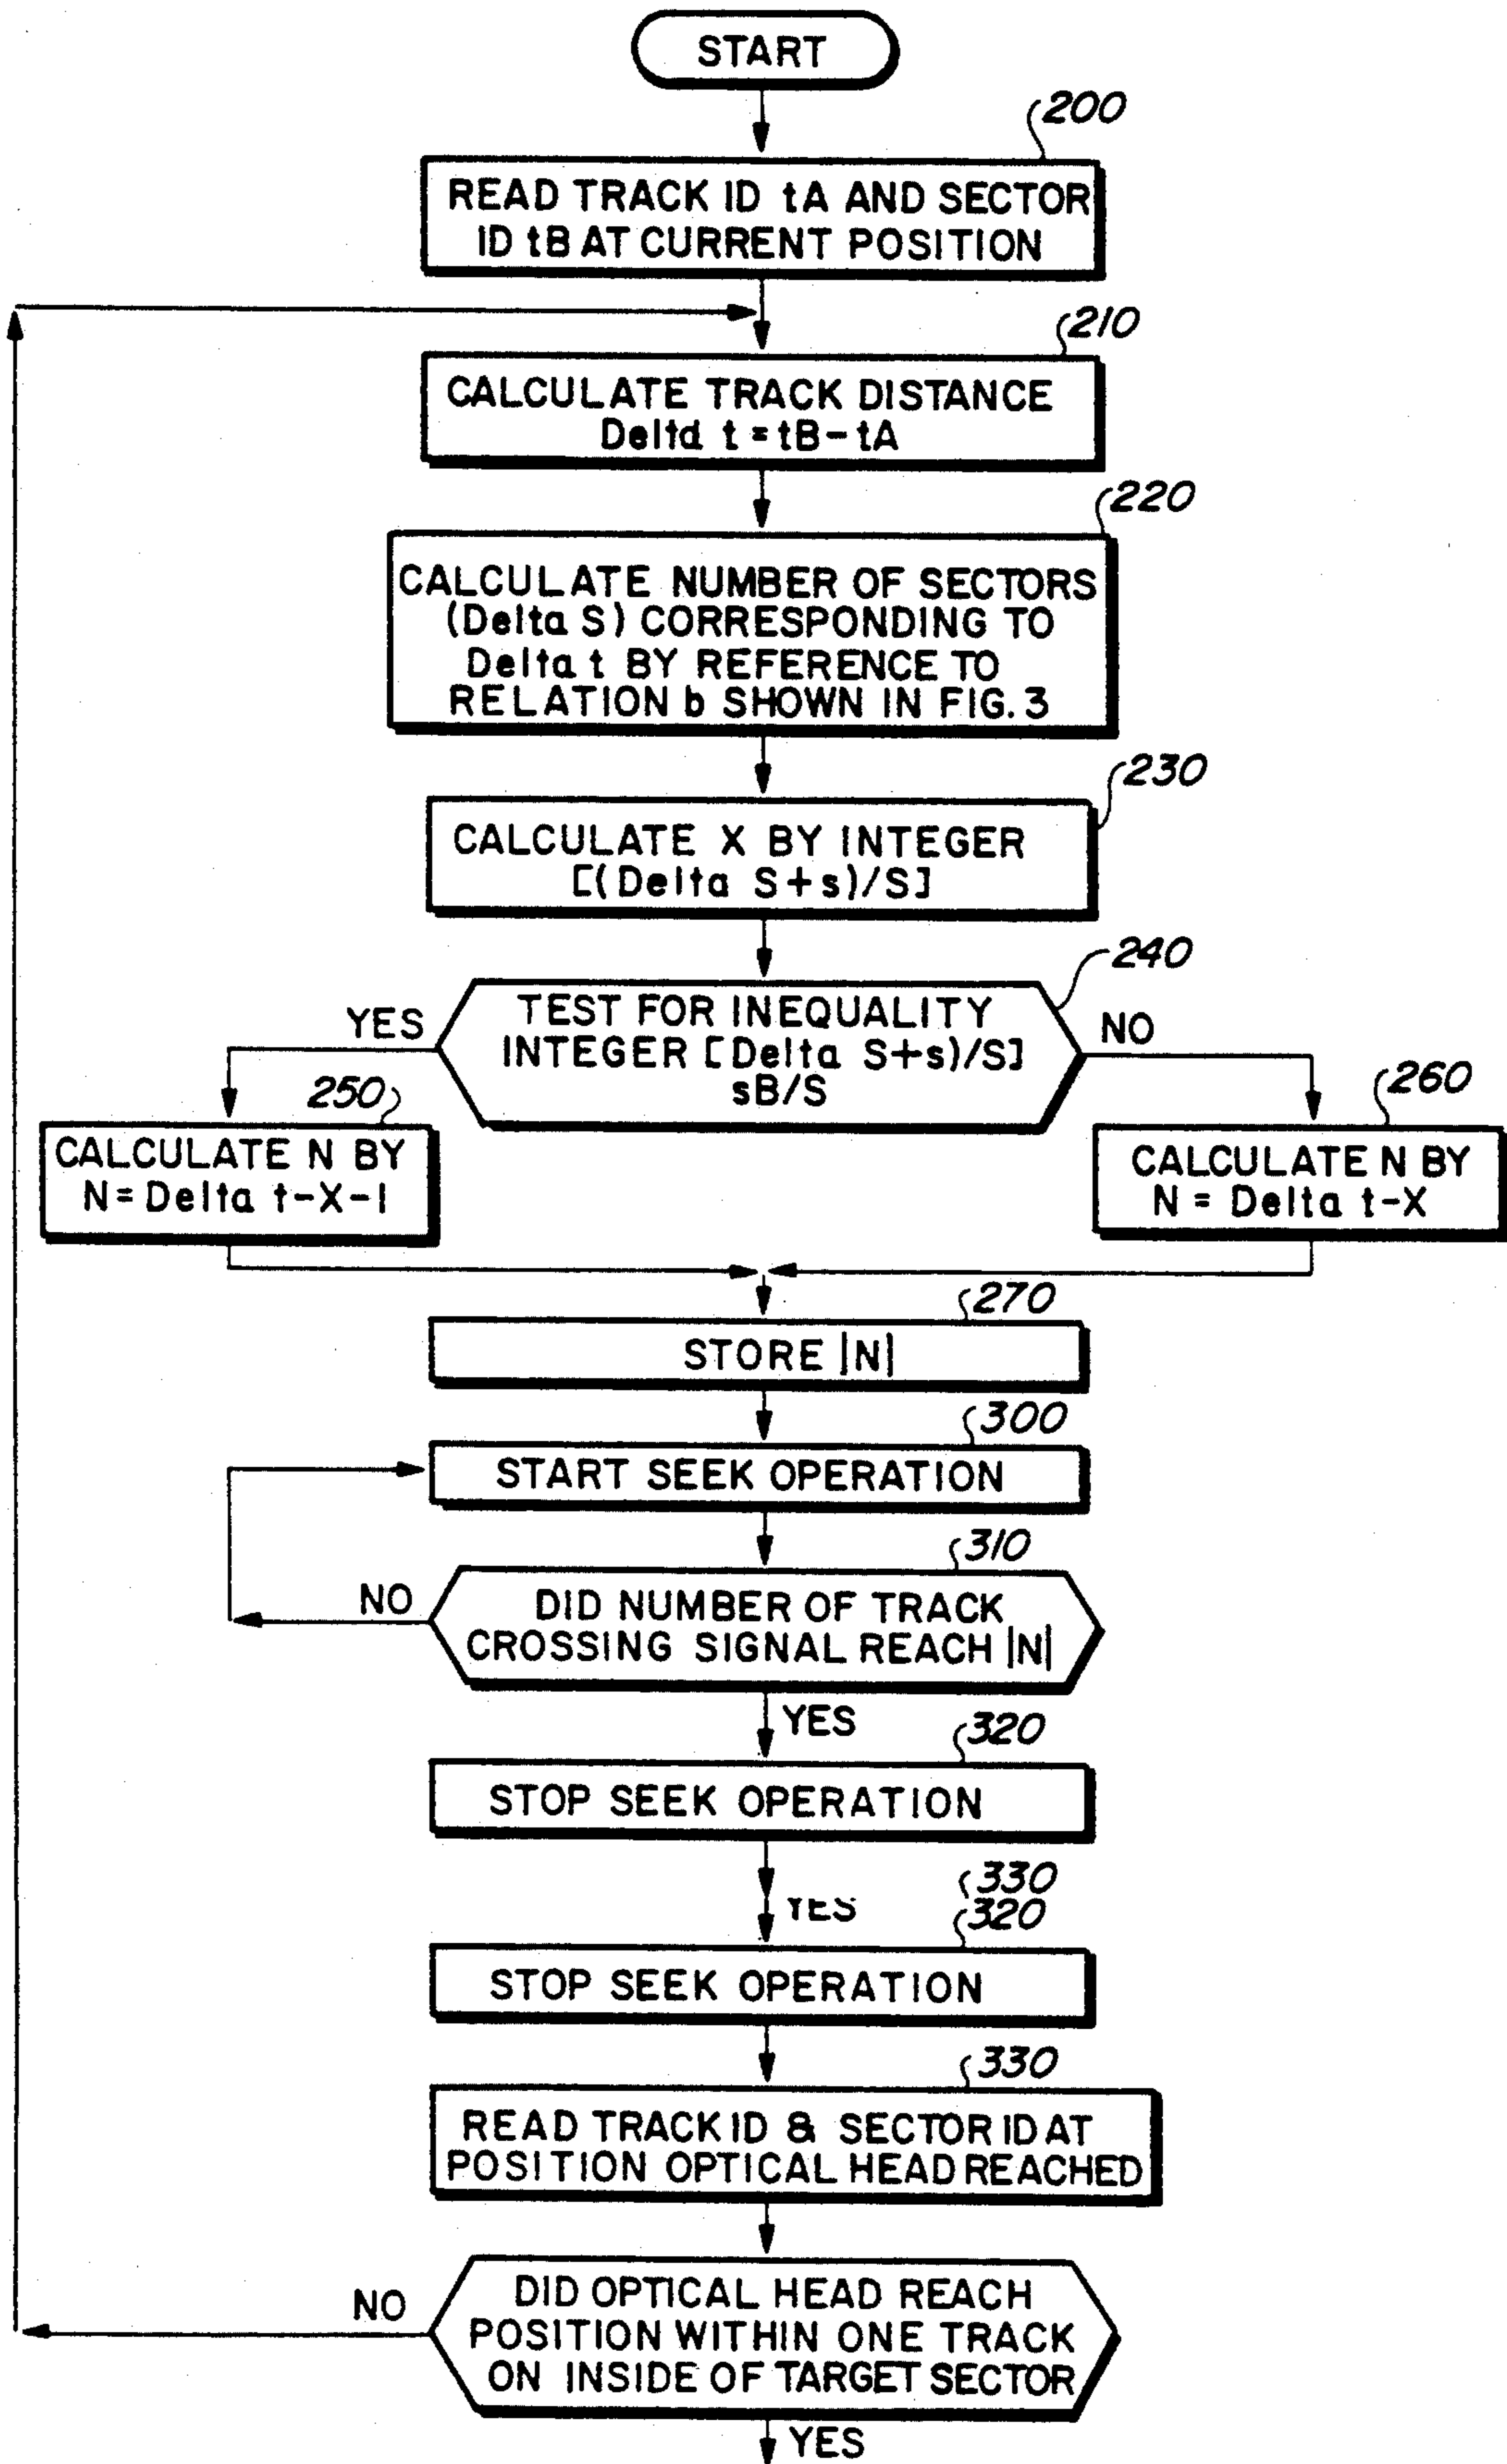 START
200
READ TRACK ID tA AND SECTOR
ID tB AT CURRENT POSITION
210
CALCULATE TRACK DISTANCE
Delta t = tB - tA
220
CALCULATE NUMBER OF SECTORS
(Delta S) CORRESPONDING TO
Delta t BY REFERENCE TO
RELATION b SHOWN IN FIG. 3
230
CALCULATE X BY INTEGER
[(Delta S+s)/S]
240
TEST FOR INEQUALITY
INTEGER [Delta S+s)/S]
sB/S
YES
NO
250
CALCULATE N BY
N = Delta t-X-1
260
CALCULATE N BY
N = Delta t-X
270
STORE |N|
300
START SEEK OPERATION
310
DID NUMBER OF TRACK
CROSSING SIGNAL REACH |N|
NO
YES
320
STOP SEEK OPERATION
330
YES
320
STOP SEEK OPERATION
330
READ TRACK ID & SECTOR ID AT
POSITION OPTICAL HEAD REACHED
DID OPTICAL HEAD REACH
POSITION WITHIN ONE TRACK
ON INSIDE OF TARGET SECTOR
NO
YES